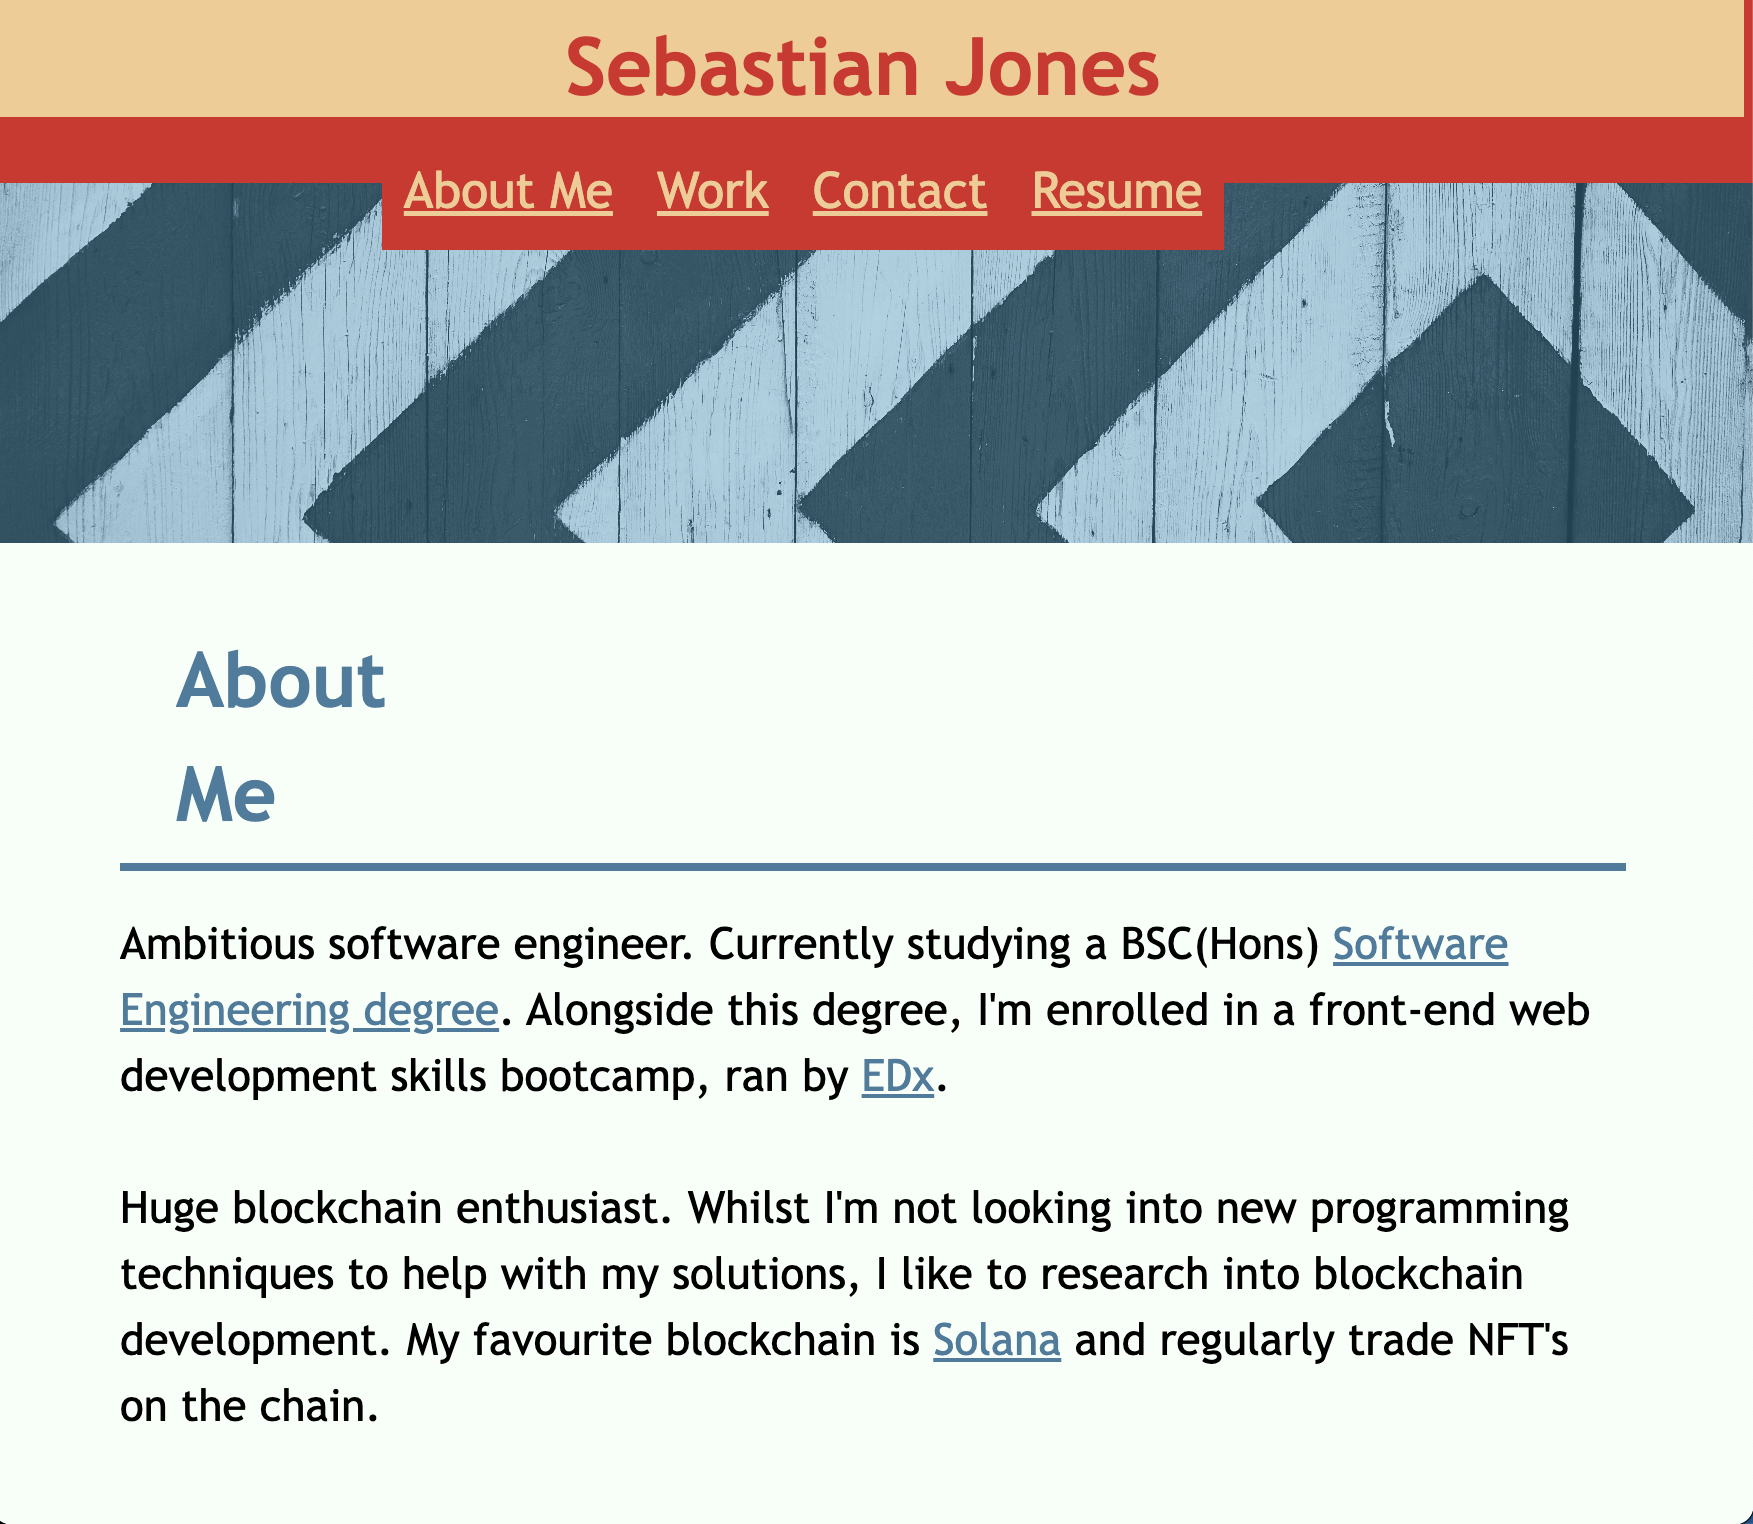 Sebastian Jones
About Me Work Contact Resume
About
Me
Ambitious software engineer. Currently studying a BSC(Hons) Software
Engineering degree. Alongside this degree, I'm enrolled in a front-end web
development skills bootcamp, ran by EDx.
Huge blockchain enthusiast. Whilst I'm not looking into new programming
techniques to help with my solutions, I like to research into blockchain
development. My favourite blockchain is Solana and regularly trade NFT's
on the chain.